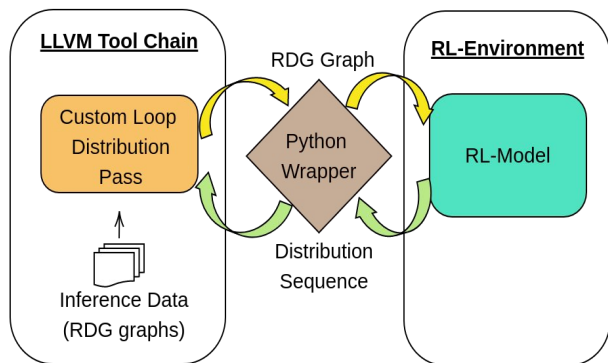 LLVM Tool Chain
RL-Environment
RDG Graph
Custom Loop
Distribution
Pass
Python
Wrapper
RL-Model
Distribution
Sequence
Inference Data
(RDG graphs)